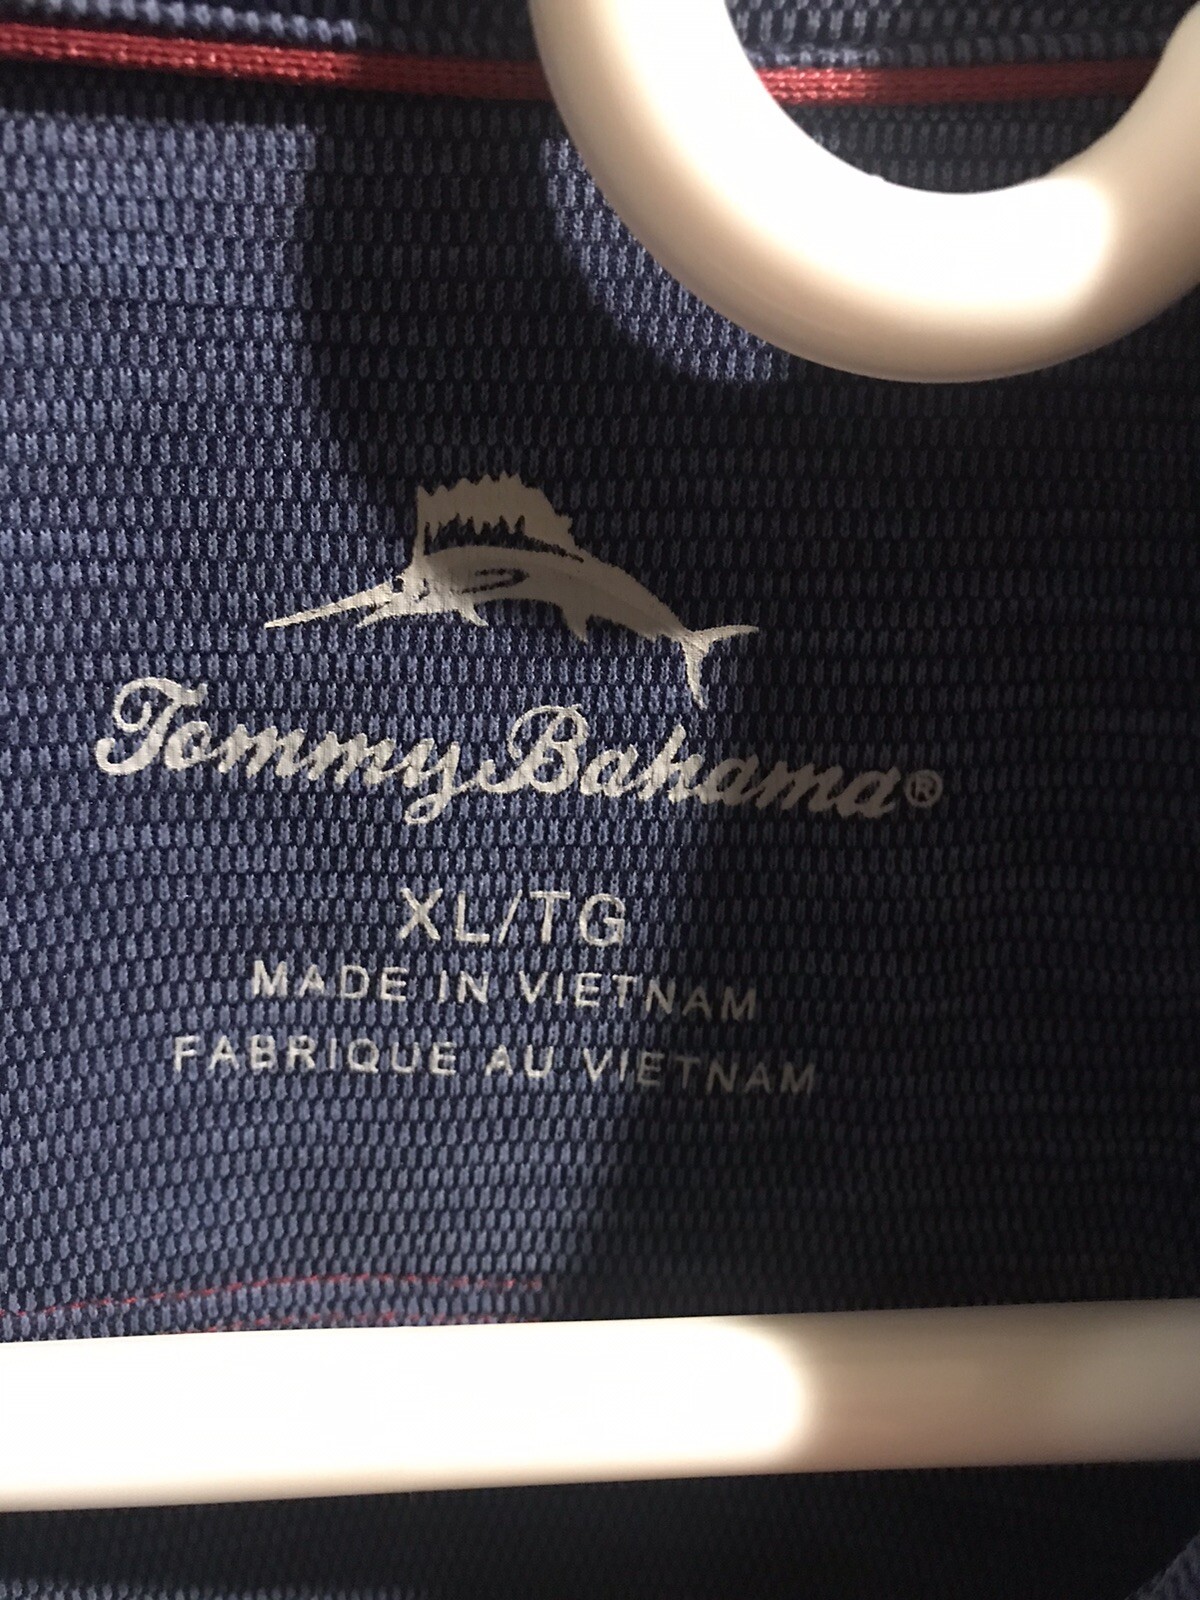 Tommy Bahama®
XL/TG
MADE IN VIETNAM
FABRIQUE AU VIETNAM